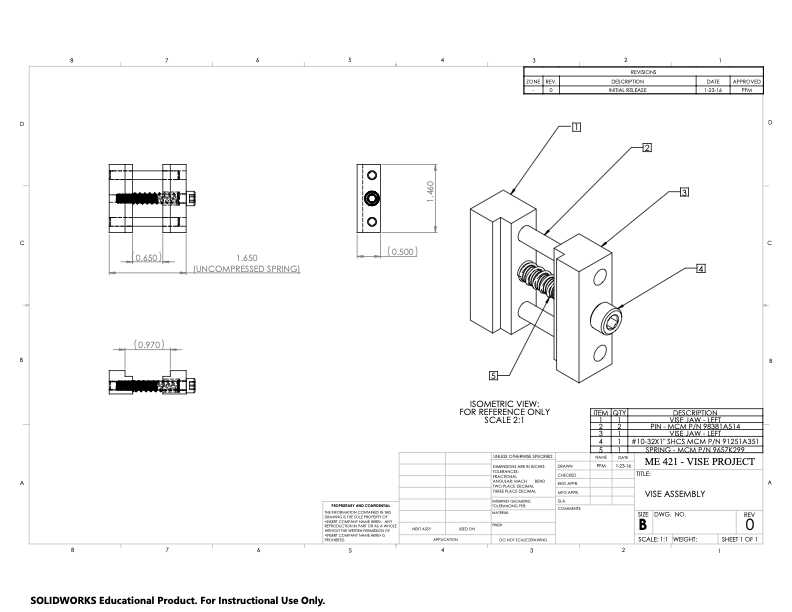 8 7 6 5 4 3 2 1
REVISIONS
ZONE REV. DESCRIPTION DATE APPROVED
- 0 INITIAL RELEASE 1-23-16 PFM
D D
1
2
3
1.460
C C
(0.500)
(0.650) 1.650
(UNCOMPRESSED SPRING)
4
(0.970)
B B
5
ISOMETRIC VIEW:
FOR REFERENCE ONLY
SCALE 2:1
ITEM QTY DESCRIPTION
1 1 VISE JAW - LEFT
2 2 PIN - MCM P/N 98381A514
3 1 VISE JAW - LEFT
4 1 #10-32X1" SHCS MCM P/N 91251A351
5 1 SPRING - MCM P/N 9657K299
A A
UNLESS OTHERWISE SPECIFIED:
DIMENSIONS ARE IN INCHES
TOLERANCES:
FRACTIONAL
ANGULAR: MACH BEND
TWO PLACE DECIMAL
THREE PLACE DECIMAL
INTERPRET GEOMETRIC
TOLERANCING PER:
MATERIAL
FINISH
DO NOT SCALE DRAWING
NAME DATE
DRAWN PFM 1-23-16
CHECKED
ENG APPR.
MFG APPR.
Q.A.
COMMENTS:
ME 421 - VISE PROJECT
TITLE:
VISE ASSEMBLY
SIZE DWG. NO. REV
B 0
SCALE: 1:1 WEIGHT: SHEET 1 OF 1
PROPRIETARY AND CONFIDENTIAL
THE INFORMATION CONTAINED IN THIS
DRAWING IS THE SOLE PROPERTY OF
<INSERT COMPANY NAME HERE>. ANY
REPRODUCTION IN PART OR AS A WHOLE
WITHOUT THE WRITTEN PERMISSION OF
<INSERT COMPANY NAME HERE> IS
PROHIBITED.
NEXT ASSY USED ON
APPLICATION
8 7 6 5 4 3 2 1
SOLIDWORKS Educational Product. For Instructional Use Only.